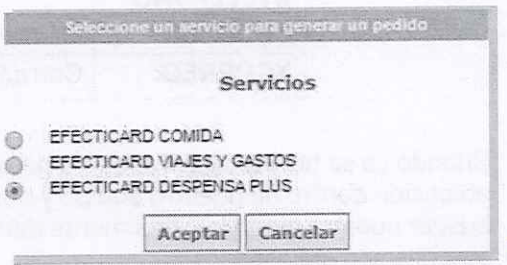 Seleccione un servicio para generar un pedido
Servicios
EFECTICARD COMIDA
EFECTICARD VIAJES Y GASTOS
EFECTICARD DESPENSA PLUS
Aceptar Cancelar